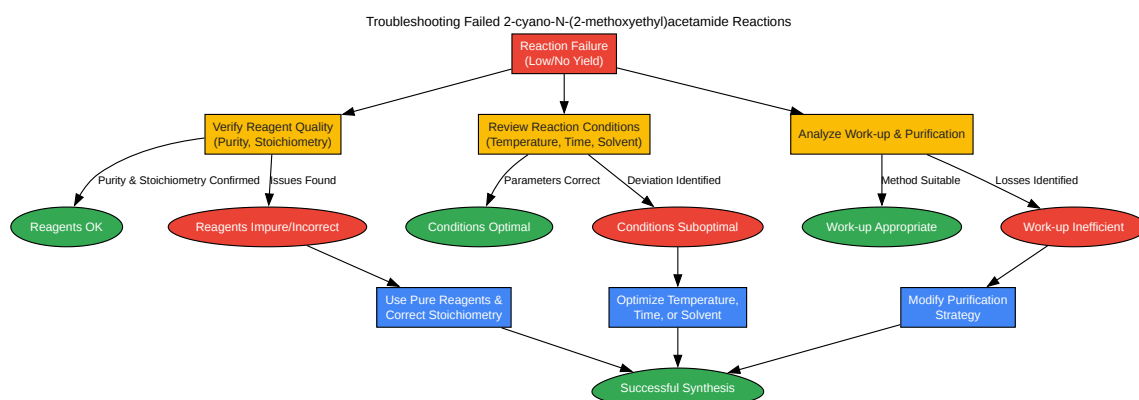 Troubleshooting Failed 2-cyano-N-(2-methoxyethyl)acetamide Reactions
Reaction Failure
(Low/No Yield)
Verify Reagent Quality
(Purity, Stoichiometry)
Review Reaction Conditions
(Temperature, Time, Solvent)
Analyze Work-up & Purification
Purity & Stoichiometry Confirmed
Issues Found
Parameters Correct
Deviation Identified
Method Suitable
Losses Identified
Reagents OK
Reagents Impure/Incorrect
Conditions Optimal
Conditions Suboptimal
Work-up Appropriate
Work-up Inefficient
Use Pure Reagents &
Correct Stoichiometry
Optimize Temperature,
Time, or Solvent
Modify Purification
Strategy
Successful Synthesis